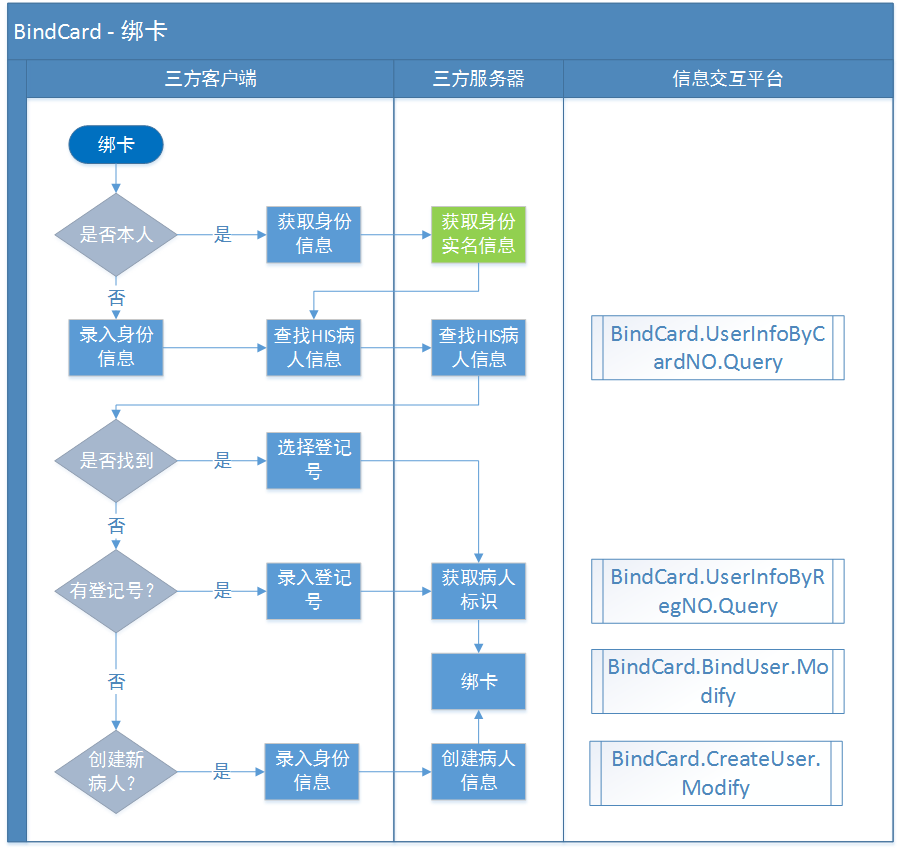 BindCard - 绑卡
三方客户端
三方服务器
信息交互平台
绑卡
是否本人
是
获取身份
信息
获取身份
实名信息
否
录入身份
信息
查找HIS病
人信息
查找HIS病
人信息
BindCard.UserInfoByC
ardNO.Query
是否找到
是
选择登记
号
否
有登记号?
是
录入登记
号
获取病人
标识
BindCard.UserInfoByR
egNO.Query
否
绑卡
BindCard.BindUser.Mo
dify
创建新
病人?
是
录入身份
信息
创建病人
信息
BindCard.CreateUser.
Modify